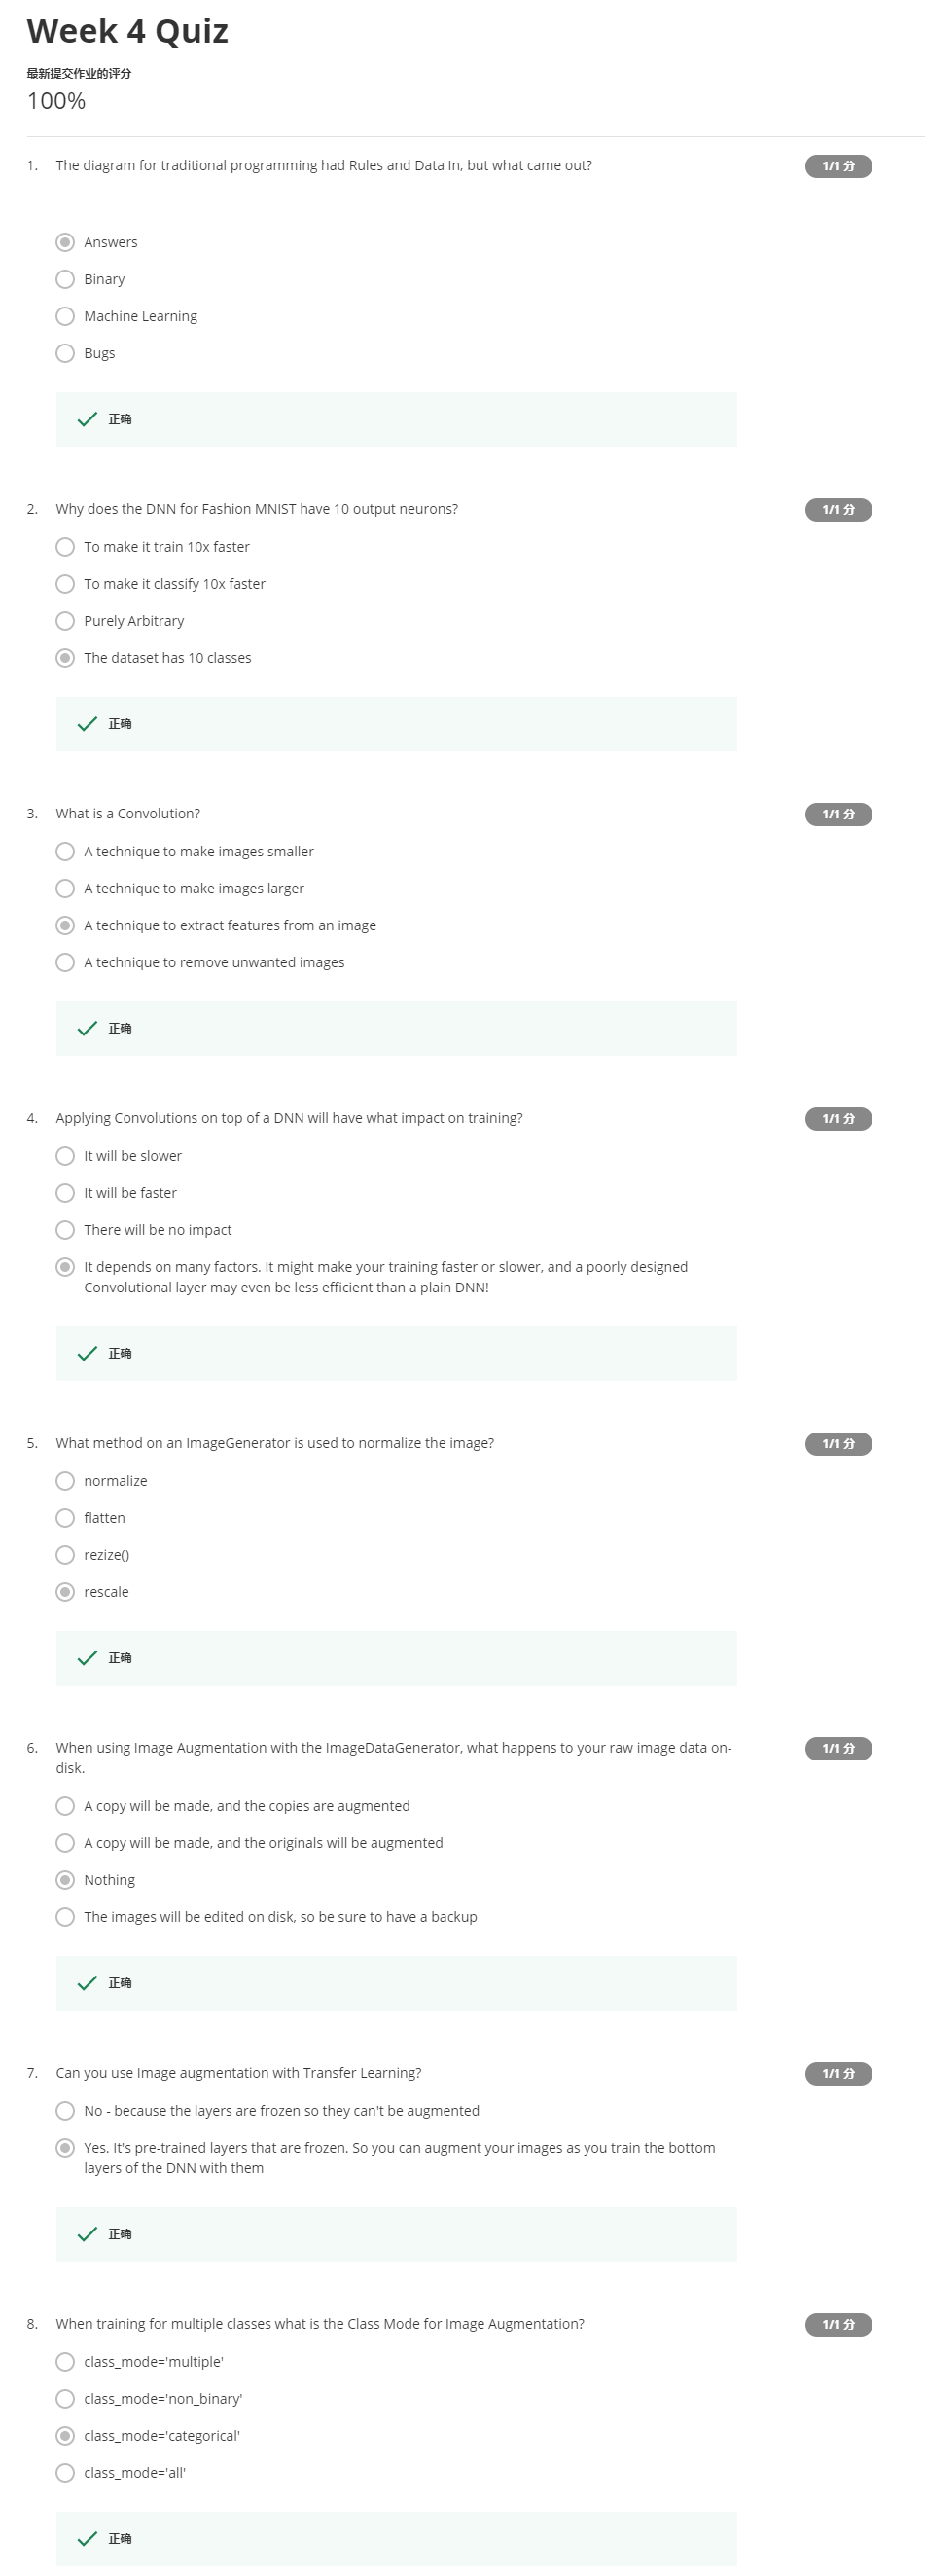 Week 4 Quiz
最新提交作业的评分
100%
1. The diagram for traditional programming had Rules and Data In, but what came out?
1/1 分
Answers
Binary
Machine Learning
Bugs
正确
2. Why does the DNN for Fashion MNIST have 10 output neurons?
1/1 分
To make it train 10x faster
To make it classify 10x faster
Purely Arbitrary
The dataset has 10 classes
正确
3. What is a Convolution?
1/1 分
A technique to make images smaller
A technique to make images larger
A technique to extract features from an image
A technique to remove unwanted images
正确
4. Applying Convolutions on top of a DNN will have what impact on training?
1/1 分
It will be slower
It will be faster
There will be no impact
It depends on many factors. It might make your training faster or slower, and a poorly designed
Convolutional layer may even be less efficient than a plain DNN!
正确
5. What method on an ImageGenerator is used to normalize the image?
1/1 分
normalize
flatten
rezize()
rescale
正确
6. When using Image Augmentation with the ImageDataGenerator, what happens to your raw image data on-
disk.
1/1 分
A copy will be made, and the copies are augmented
A copy will be made, and the originals will be augmented
Nothing
The images will be edited on disk, so be sure to have a backup
正确
7. Can you use Image augmentation with Transfer Learning?
1/1 分
No - because the layers are frozen so they can't be augmented
Yes. It's pre-trained layers that are frozen. So you can augment your images as you train the bottom
layers of the DNN with them
正确
8. When training for multiple classes what is the Class Mode for Image Augmentation?
1/1 分
class_mode='multiple'
class_mode='non_binary'
class_mode='categorical'
class_mode='all'
正确